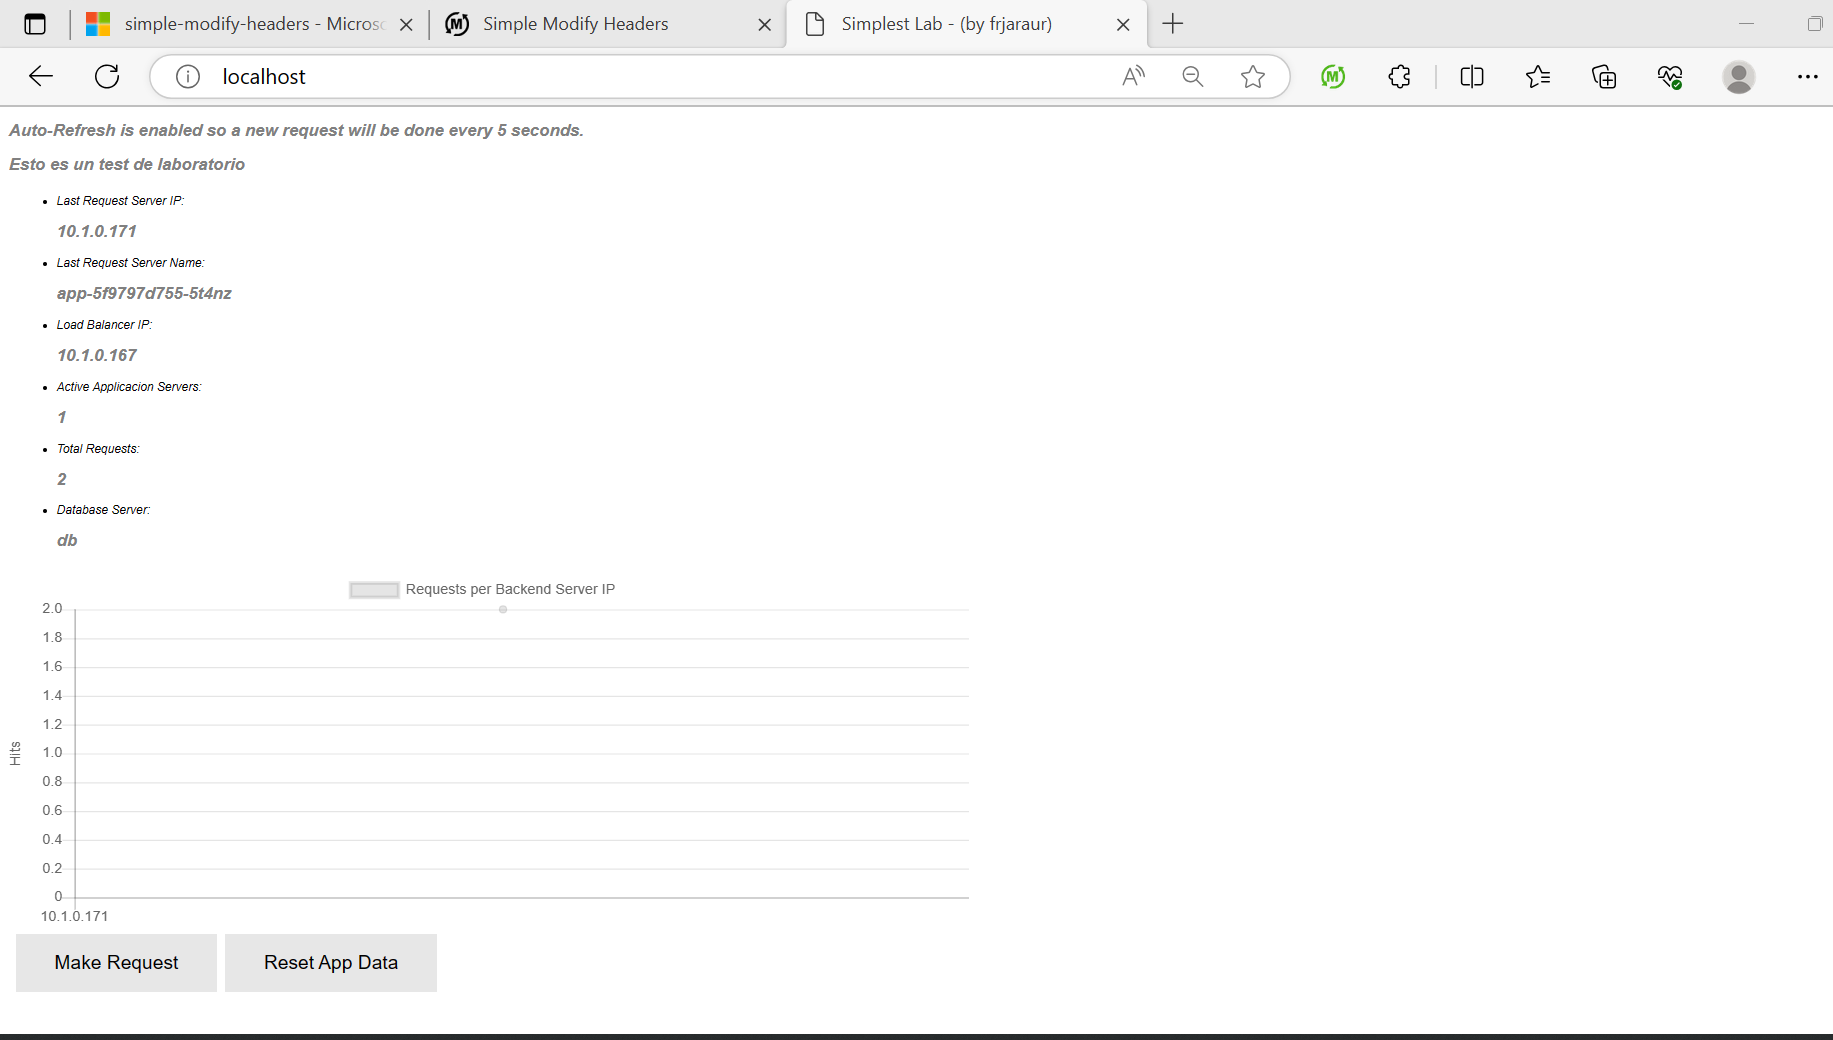 simple-modify-headers - Microsc
Simple Modify Headers
Simplest Lab - (by frjaraur)
localhost
Auto-Refresh is enabled so a new request will be done every 5 seconds.
Esto es un test de laboratorio
Last Request Server IP:
10.1.0.171
Last Request Server Name:
app-5f9797d755-5t4nz
Load Balancer IP:
10.1.0.167
Active Applicacion Servers:
1
Total Requests:
2
Database Server:
db
Requests per Backend Server IP
2.0
1.8
1.6
1.4
1.2
1.0
0.8
0.6
0.4
0.2
0
Hits
10.1.0.171
Make Request
Reset App Data